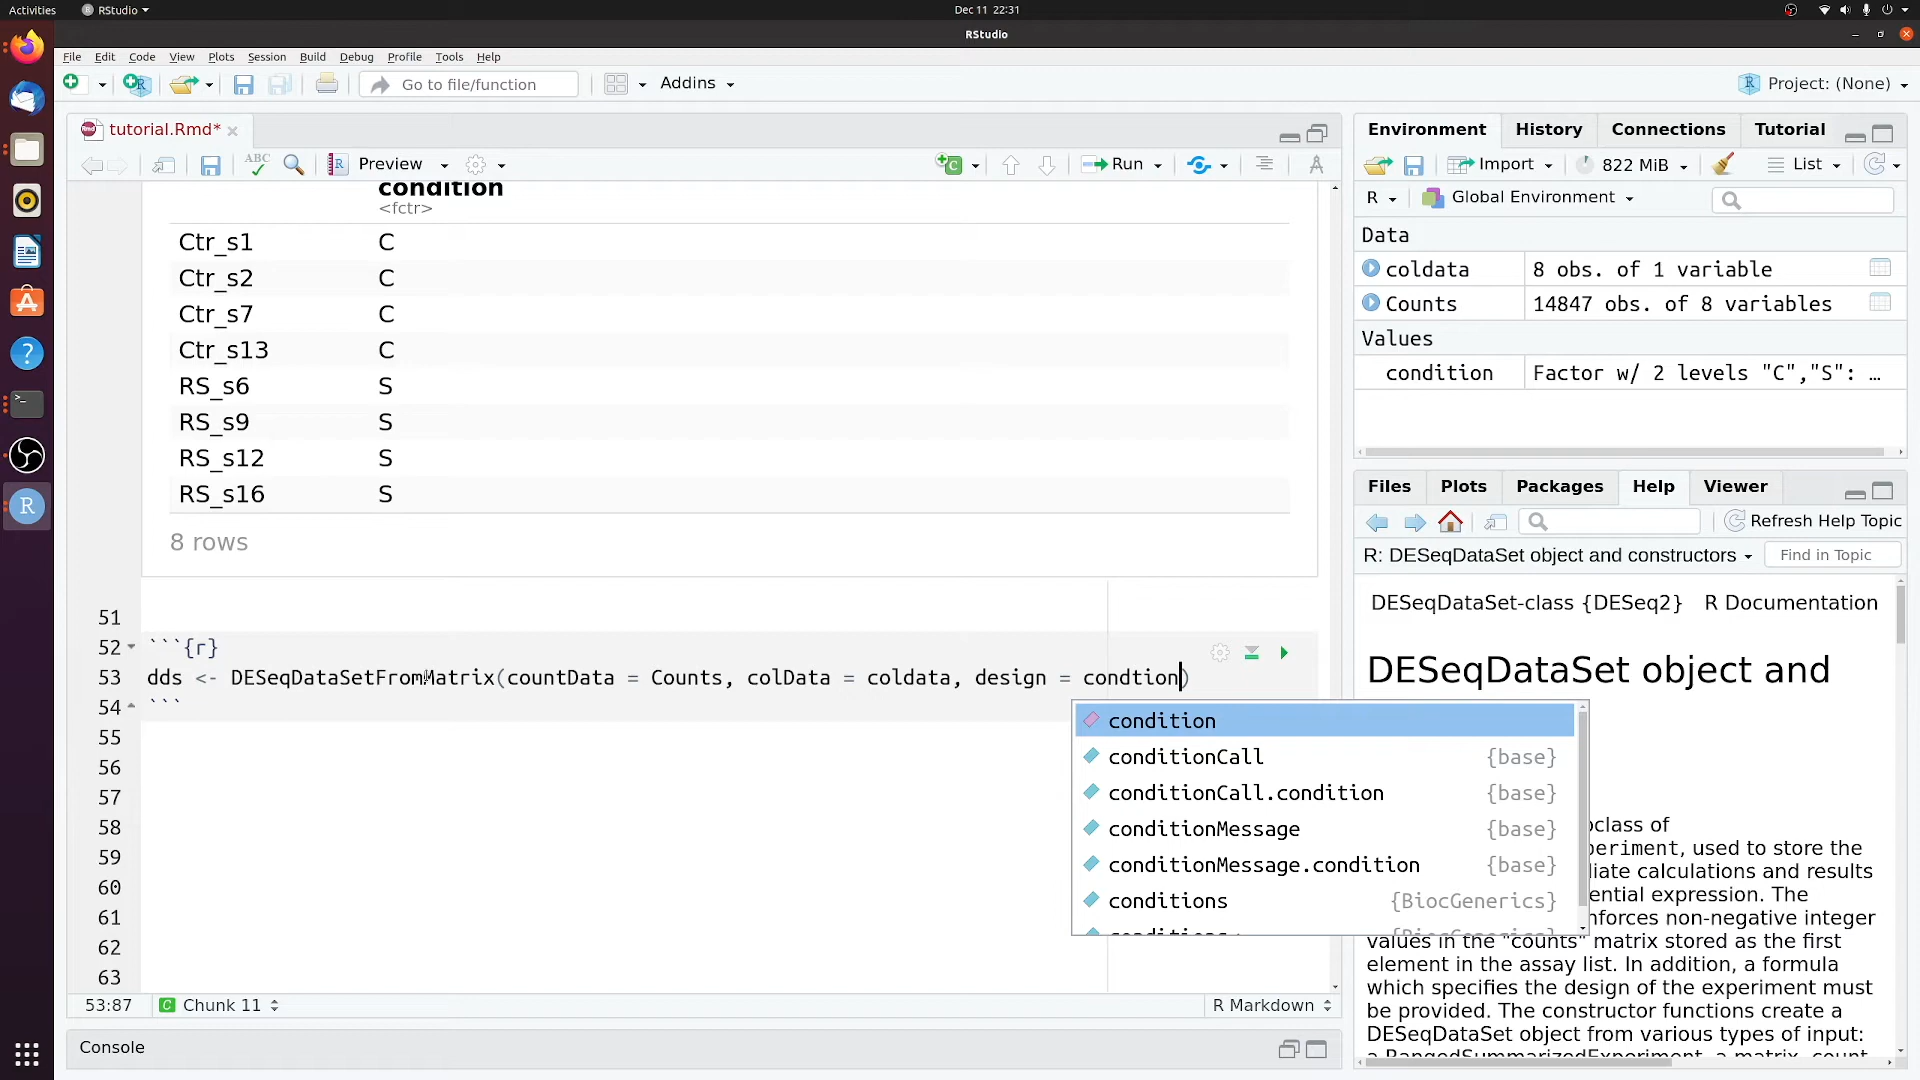 Activities RStudio Dec 11 22:31
RStudio
File Edit Code View Plots Session Build Debug Profile Tools Help
Go to file/function Addins Project: (None)
tutorial.Rmd*
ABC Preview Run
condition
<fctr>
Ctr_s1 C
Ctr_s2 C
Ctr_s7 C
Ctr_s13 C
RS_s6 S
RS_s9 S
RS_s12 S
RS_s16 S
8 rows
51
52 ```{r}
53 dds <- DESeqDataSetFromMatrix(countData = Counts, colData = coldata, design = condtion)
54 ```
55
56
57
58
59
60
61
62
63
condition
conditionCall {base}
conditionCall.condition {base}
conditionMessage {base}
conditionMessage.condition {base}
conditions {BiocGenerics}
53:87 C Chunk 11 R Markdown
Console
Environment History Connections Tutorial
Import 822 MiB List
R Global Environment
Data
coldata 8 obs. of 1 variable
Counts 14847 obs. of 8 variables
Values
condition Factor w/ 2 levels "C","S": …
Files Plots Packages Help Viewer
Refresh Help Topic
R: DESeqDataSet object and constructors Find in Topic
DESeqDataSet-class {DESeq2} R Documentation
DESeqDataSet object and
class of
periment, used to store the
iate calculations and results
ential expression. The
nforces non-negative integer
values in the "counts" matrix stored as the first
element in the assay list. In addition, a formula
which specifies the design of the experiment must
be provided. The constructor functions create a
DESeqDataSet object from various types of input:
a RangedSummarizedExperiment, a matrix, count